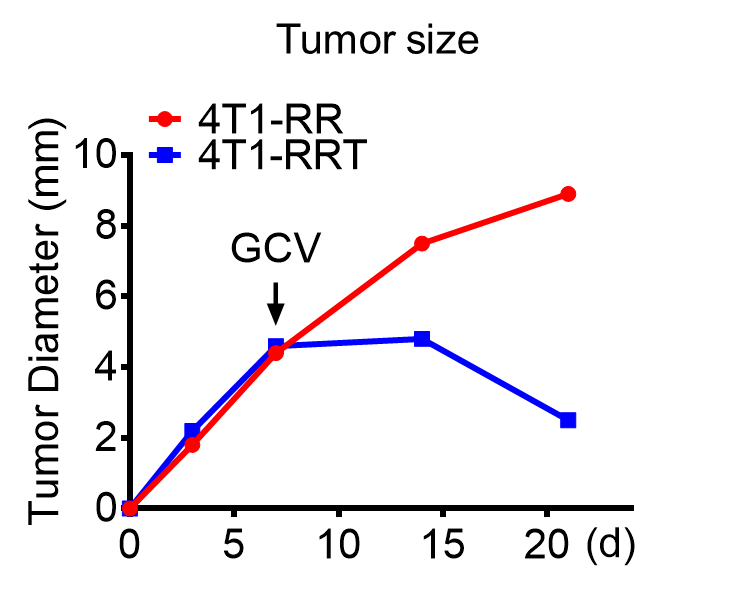 Tumor size
4T1-RR
4T1-RRT
Tumor Diameter (mm)
10
8
6
4
2
0
GCV
0 5 10 15 20 (d)